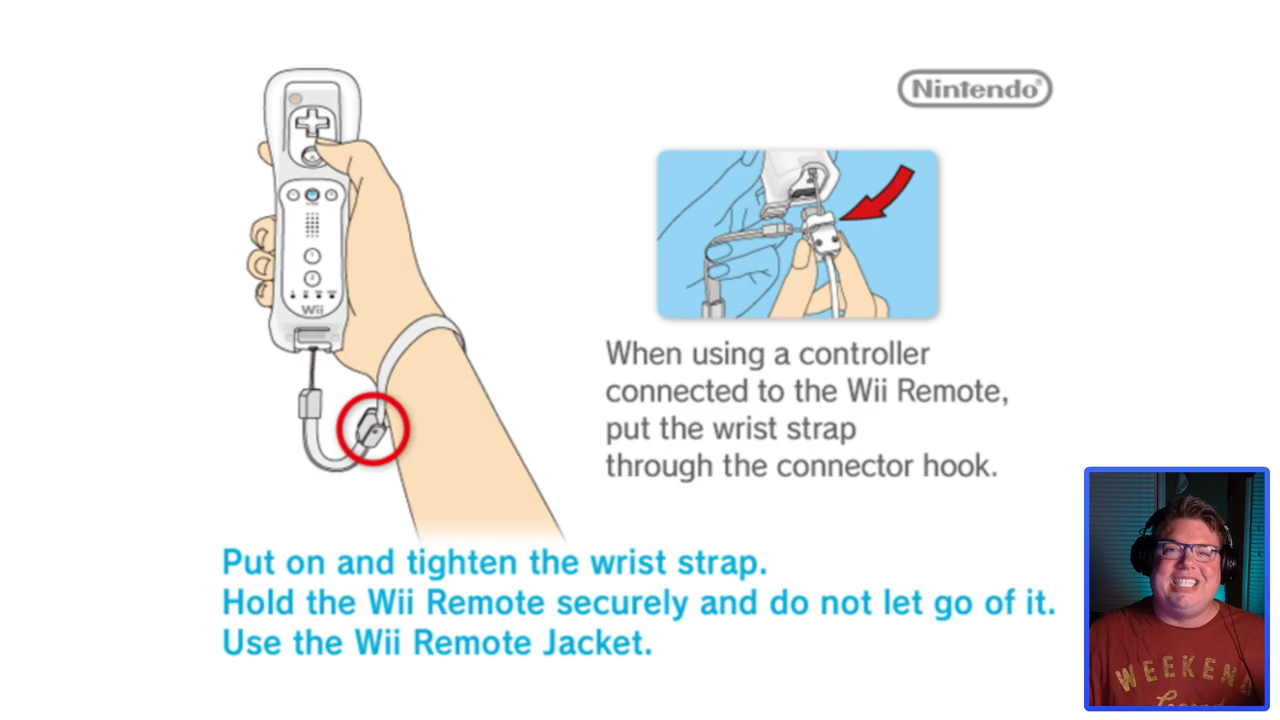 Nintendo®
When using a controller
connected to the Wii Remote,
put the wrist strap
through the connector hook.
Wii
Put on and tighten the wrist strap.
Hold the Wii Remote securely and do not let go of it.
Use the Wii Remote Jacket.
WEEKEND